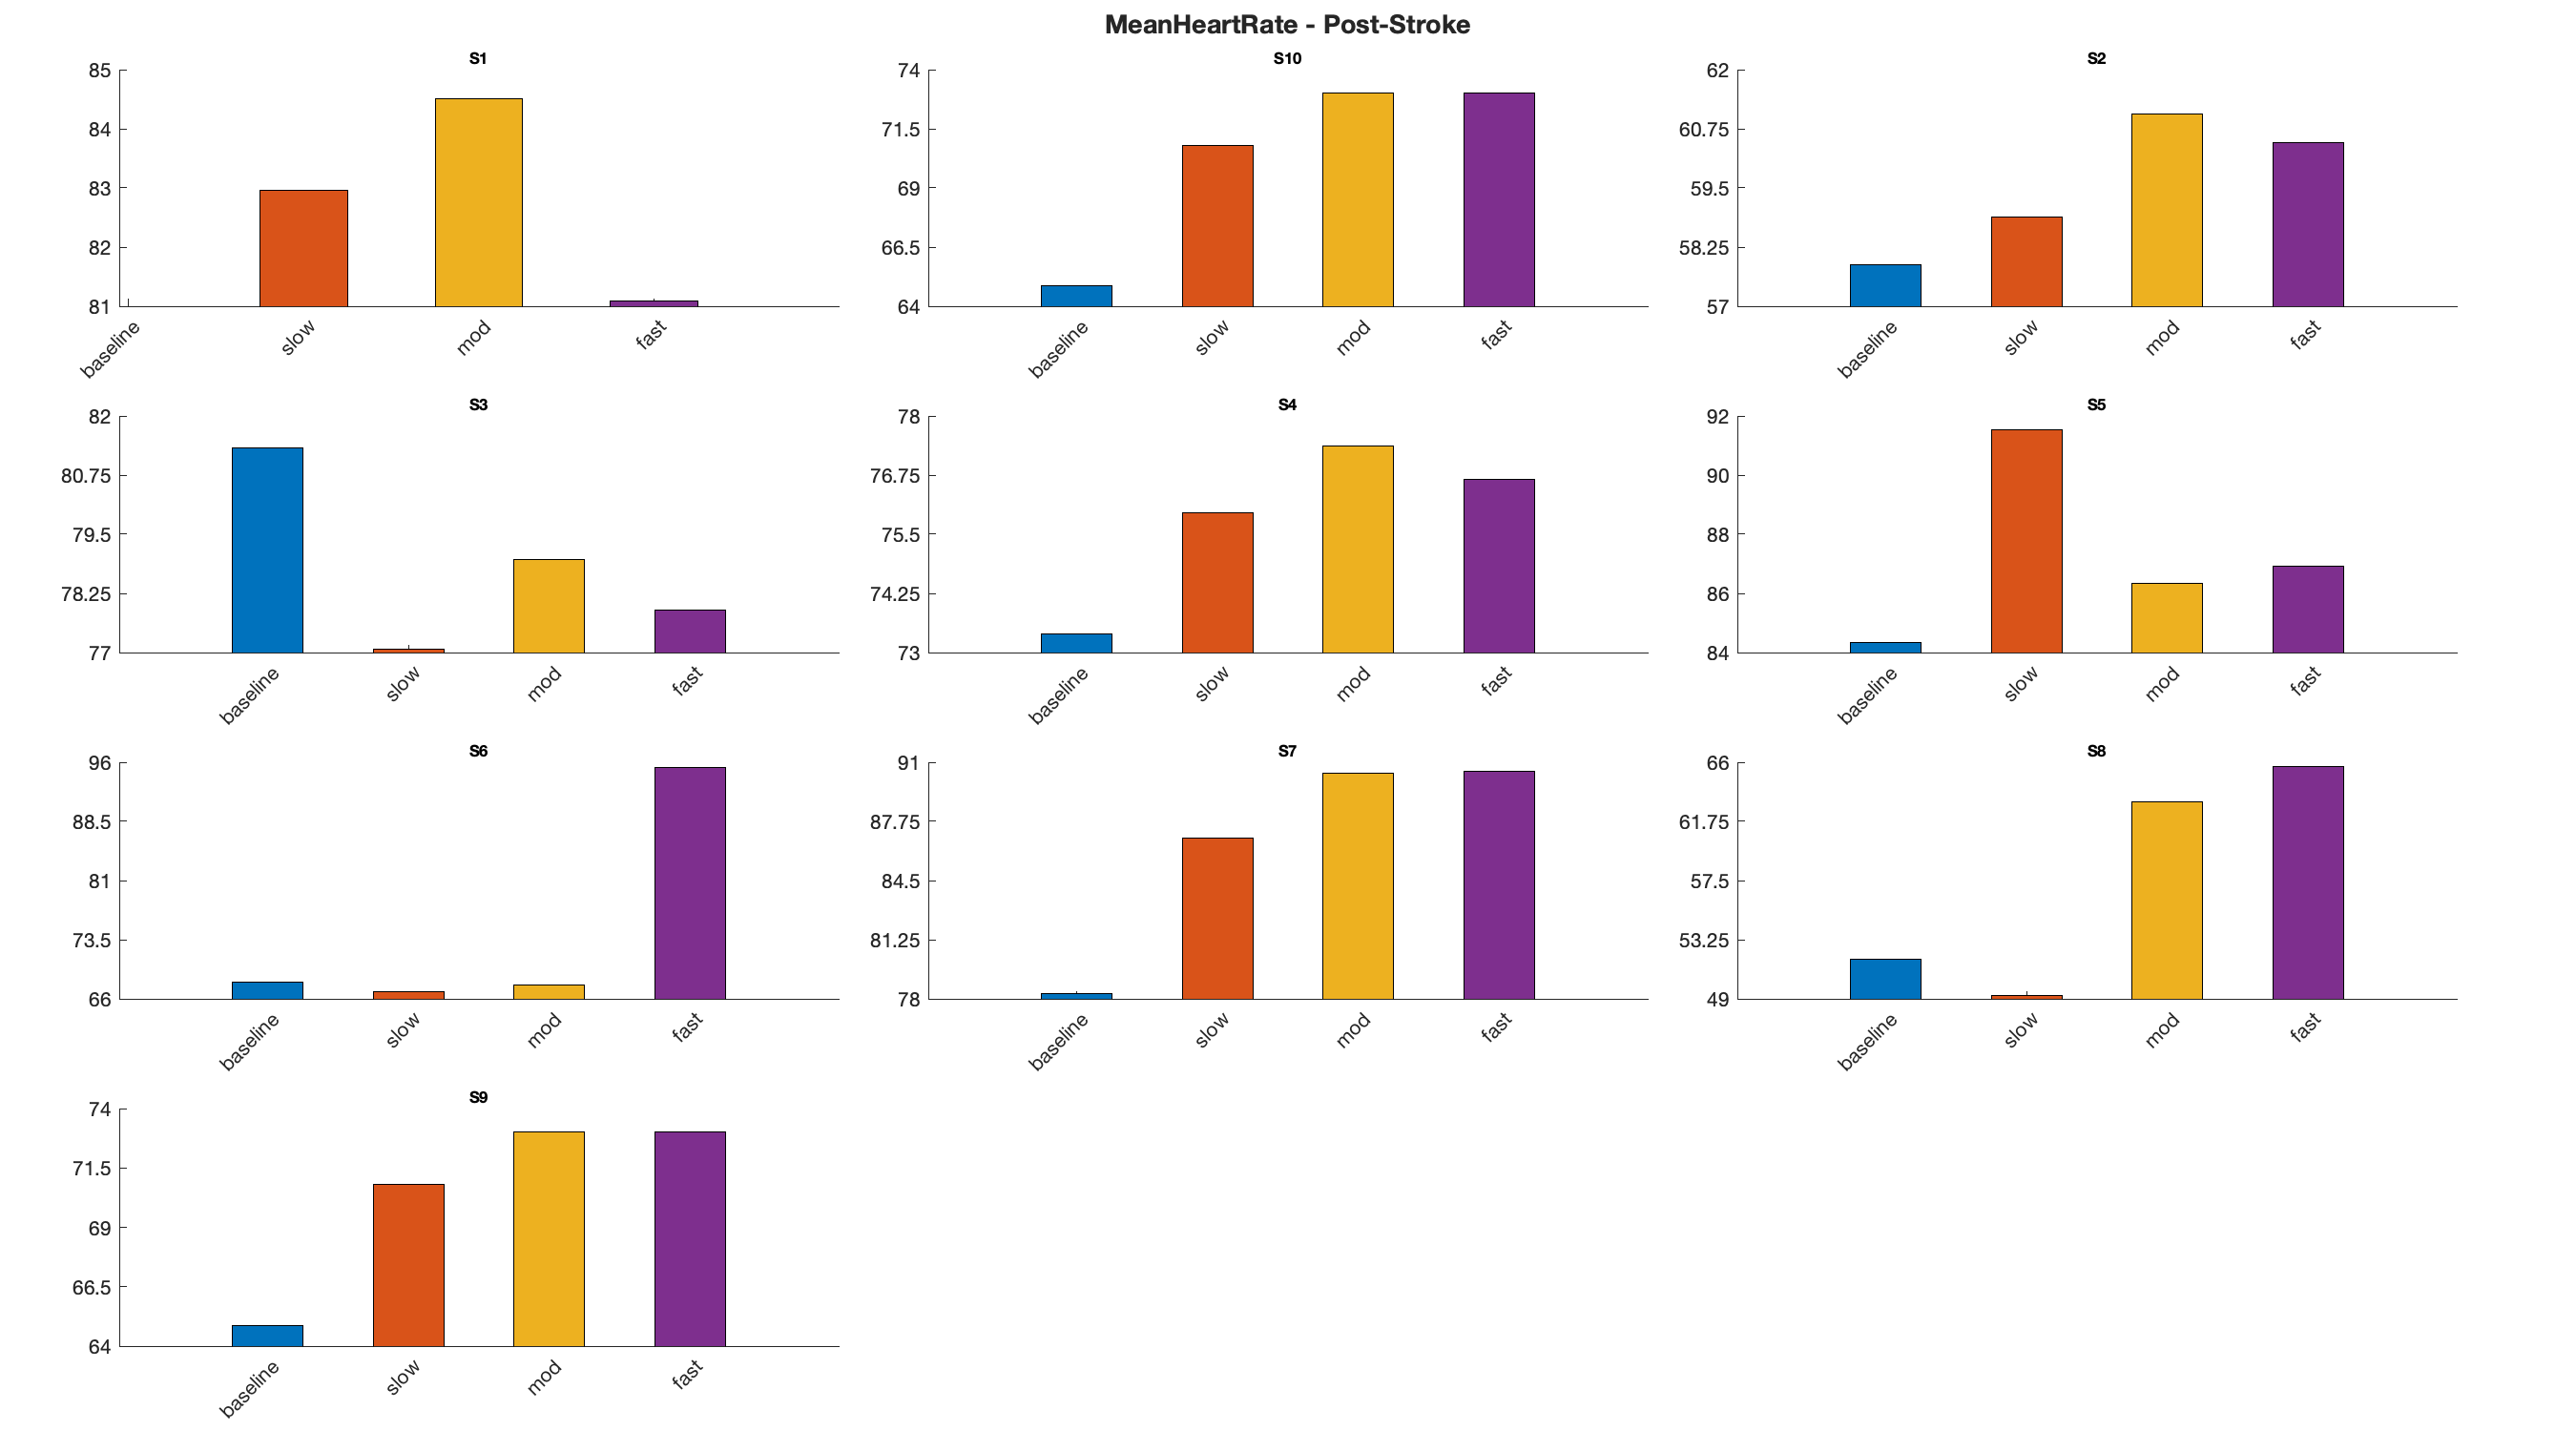 MeanHeartRate - Post-Stroke
S1
85
84
83
82
81
baseline slow mod fast
S10
74
71.5
69
66.5
64
baseline slow mod fast
S2
62
60.75
59.5
58.25
57
baseline slow mod fast
S3
82
80.75
79.5
78.25
77
baseline slow mod fast
S4
78
76.75
75.5
74.25
73
baseline slow mod fast
S5
92
90
88
86
84
baseline slow mod fast
S6
96
88.5
81
73.5
66
baseline slow mod fast
S7
91
87.75
84.5
81.25
78
baseline slow mod fast
S8
66
61.75
57.5
53.25
49
baseline slow mod fast
S9
74
71.5
69
66.5
64
baseline slow mod fast